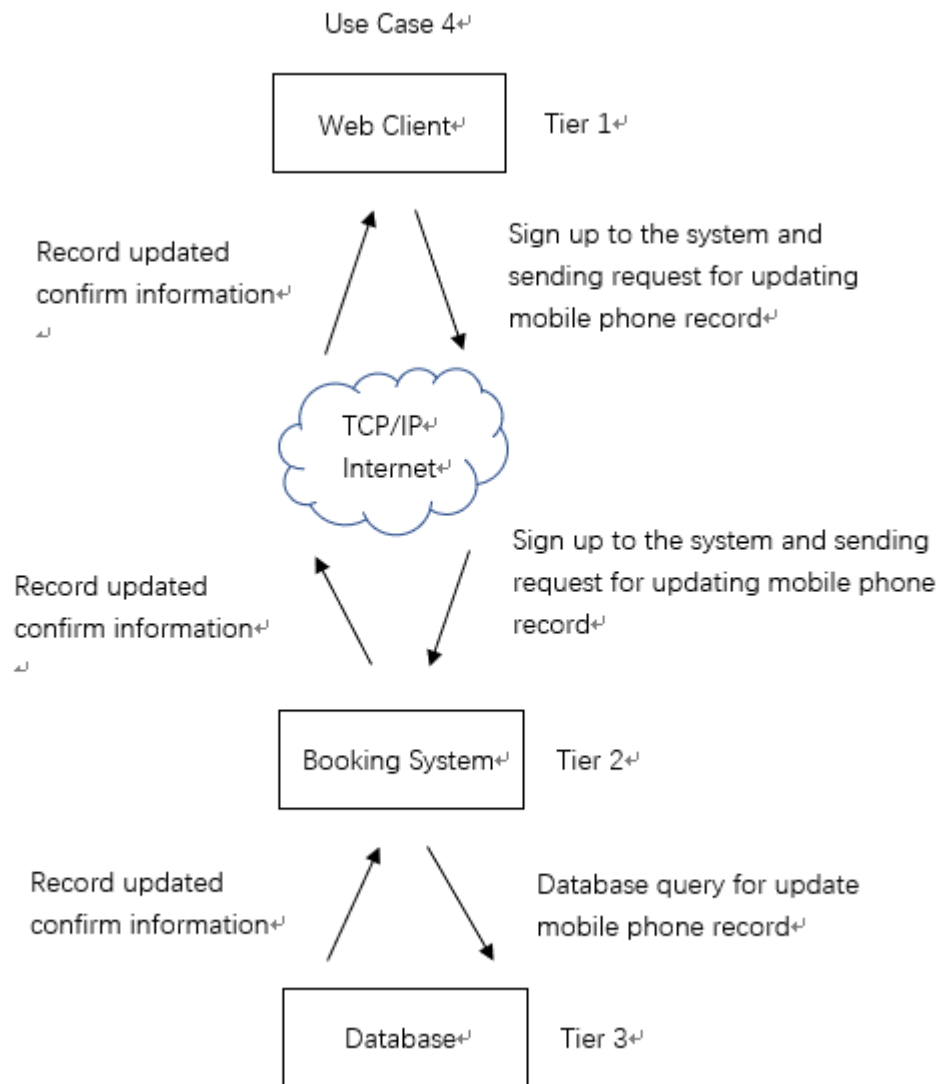 Use Case 4
Web Client
Tier 1
Record updated
confirm information
Sign up to the system and
sending request for updating
mobile phone record
TCP/IP
Internet
Record updated
confirm information
Sign up to the system and sending
request for updating mobile phone
record
Booking System
Tier 2
Record updated
confirm information
Database query for update
mobile phone record
Database
Tier 3